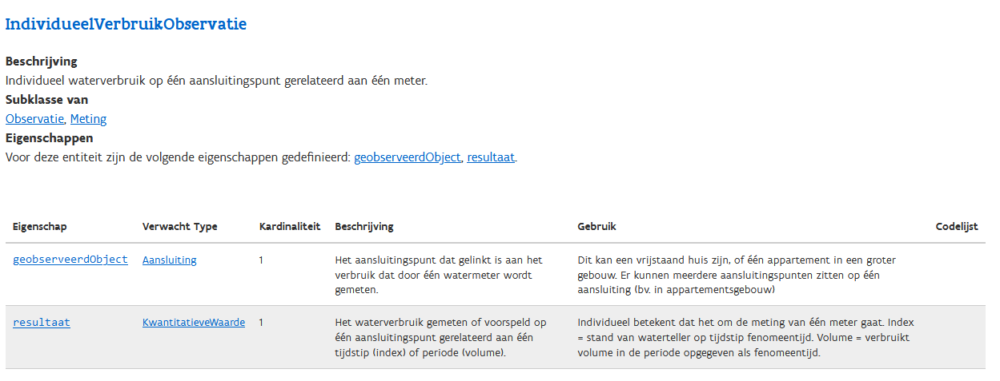 IndividueelVerbruikObservatie
Beschrijving
Individueel waterverbruik op één aansluitingspunt gerelateerd aan één meter.
Subklasse van
Observatie, Meting
Eigenschappen
Voor deze entiteit zijn de volgende eigenschappen gedefinieerd: geobserveerdObject, resultaat.
Eigenschap Verwacht Type Kardinaliteit Beschrijving Gebruik Codelijst
geobserveerdObject Aansluiting 1 Het aansluitingspunt dat gelinkt is aan het Dit kan een vrijstaand huis zijn, of één appartement in een groter
verbruik dat door één watermeter wordt gebouw. Er kunnen meerdere aansluitingspunten zitten op één
gemeten. aansluiting (bv. in appartementsgebouw)
resultaat KwantitatieveWaarde 1 Het waterverbruik gemeten of voorspeld op Individueel betekent dat het om de meting van één meter gaat. Index
één aansluitingspunt gerelateerd aan één = stand van waterteller op tijdstip fenomeentijd. Volume = verbruikt
tijdstip (index) of periode (volume). volume in de periode opgegeven als fenomeentijd.